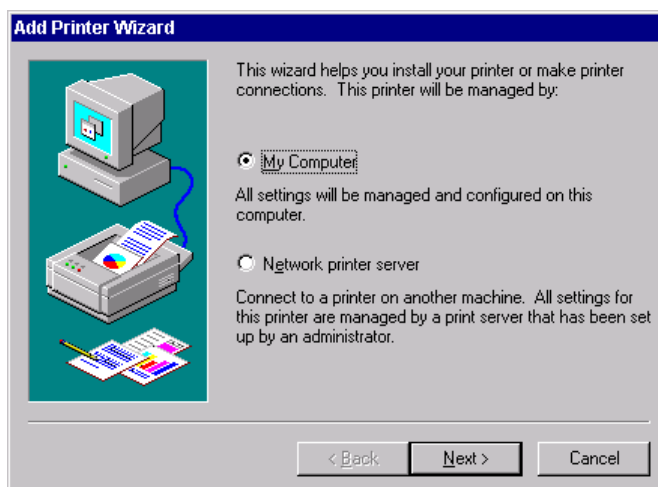 Add Printer Wizard
This wizard helps you install your printer or make printer
connections.  This printer will be managed by:
My Computer
All settings will be managed and configured on this
computer.
Network printer server
Connect to a printer on another machine.  All settings for
this printer are managed by a print server that has been set
up by an administrator.
< Back
Next >
Cancel